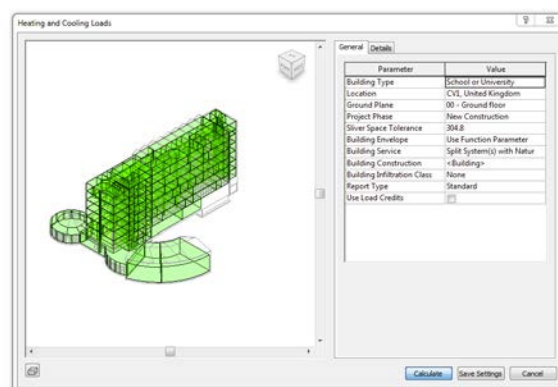 Heating and Cooling Loads
General Details
Parameter Value
Building Type School or University
Location CV1, United Kingdom
Ground Plane 00 - Ground floor
Project Phase New Construction
Sliver Space Tolerance 304.8
Building Envelope Use Function Parameter
Building Service Split System(s) with Natur
Building Construction <Building>
Building Infiltration Class None
Report Type Standard
Use Load Credits
Calculate Save Settings Cancel